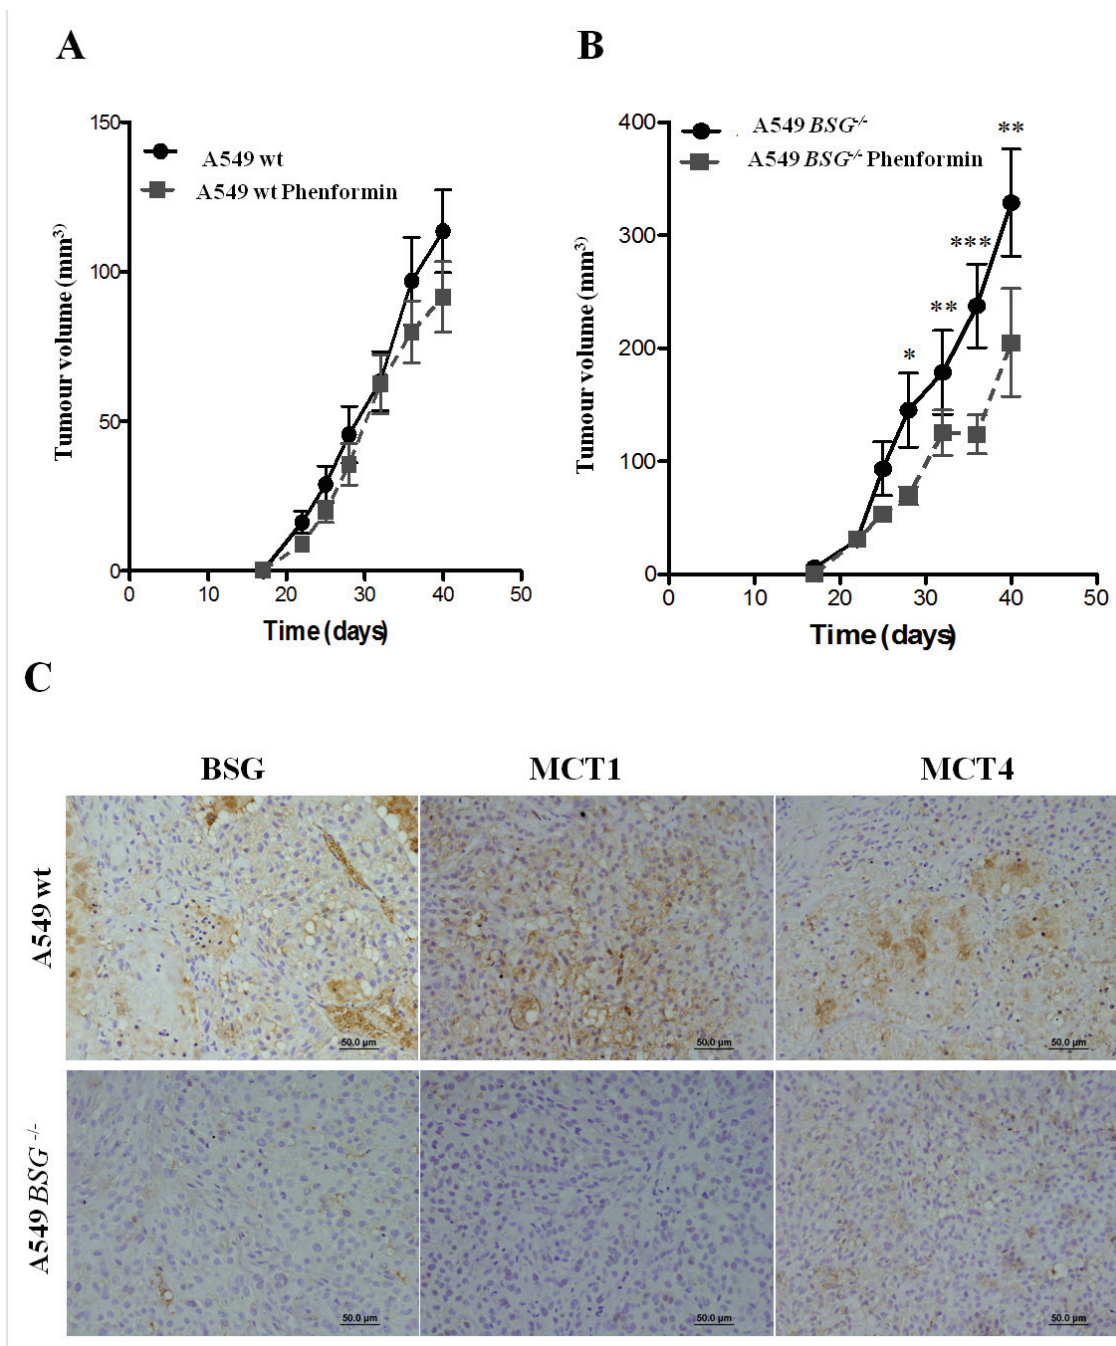 A
B
150
100
50
0
Tumour volume (mm³)
A549 wt
A549 wt Phenformin
0 10 20 30 40 50
Time (days)
400
300
200
100
0
Tumour volume (mm³)
A549 BSG-/-
A549 BSG-/- Phenformin
**
***
**
*
0 10 20 30 40 50
Time (days)
C
BSG MCT1 MCT4
A549 wt
50.0 µm 50.0 µm 50.0 µm
A549 BSG -/-
50.0 µm 50.0 µm 50.0 µm